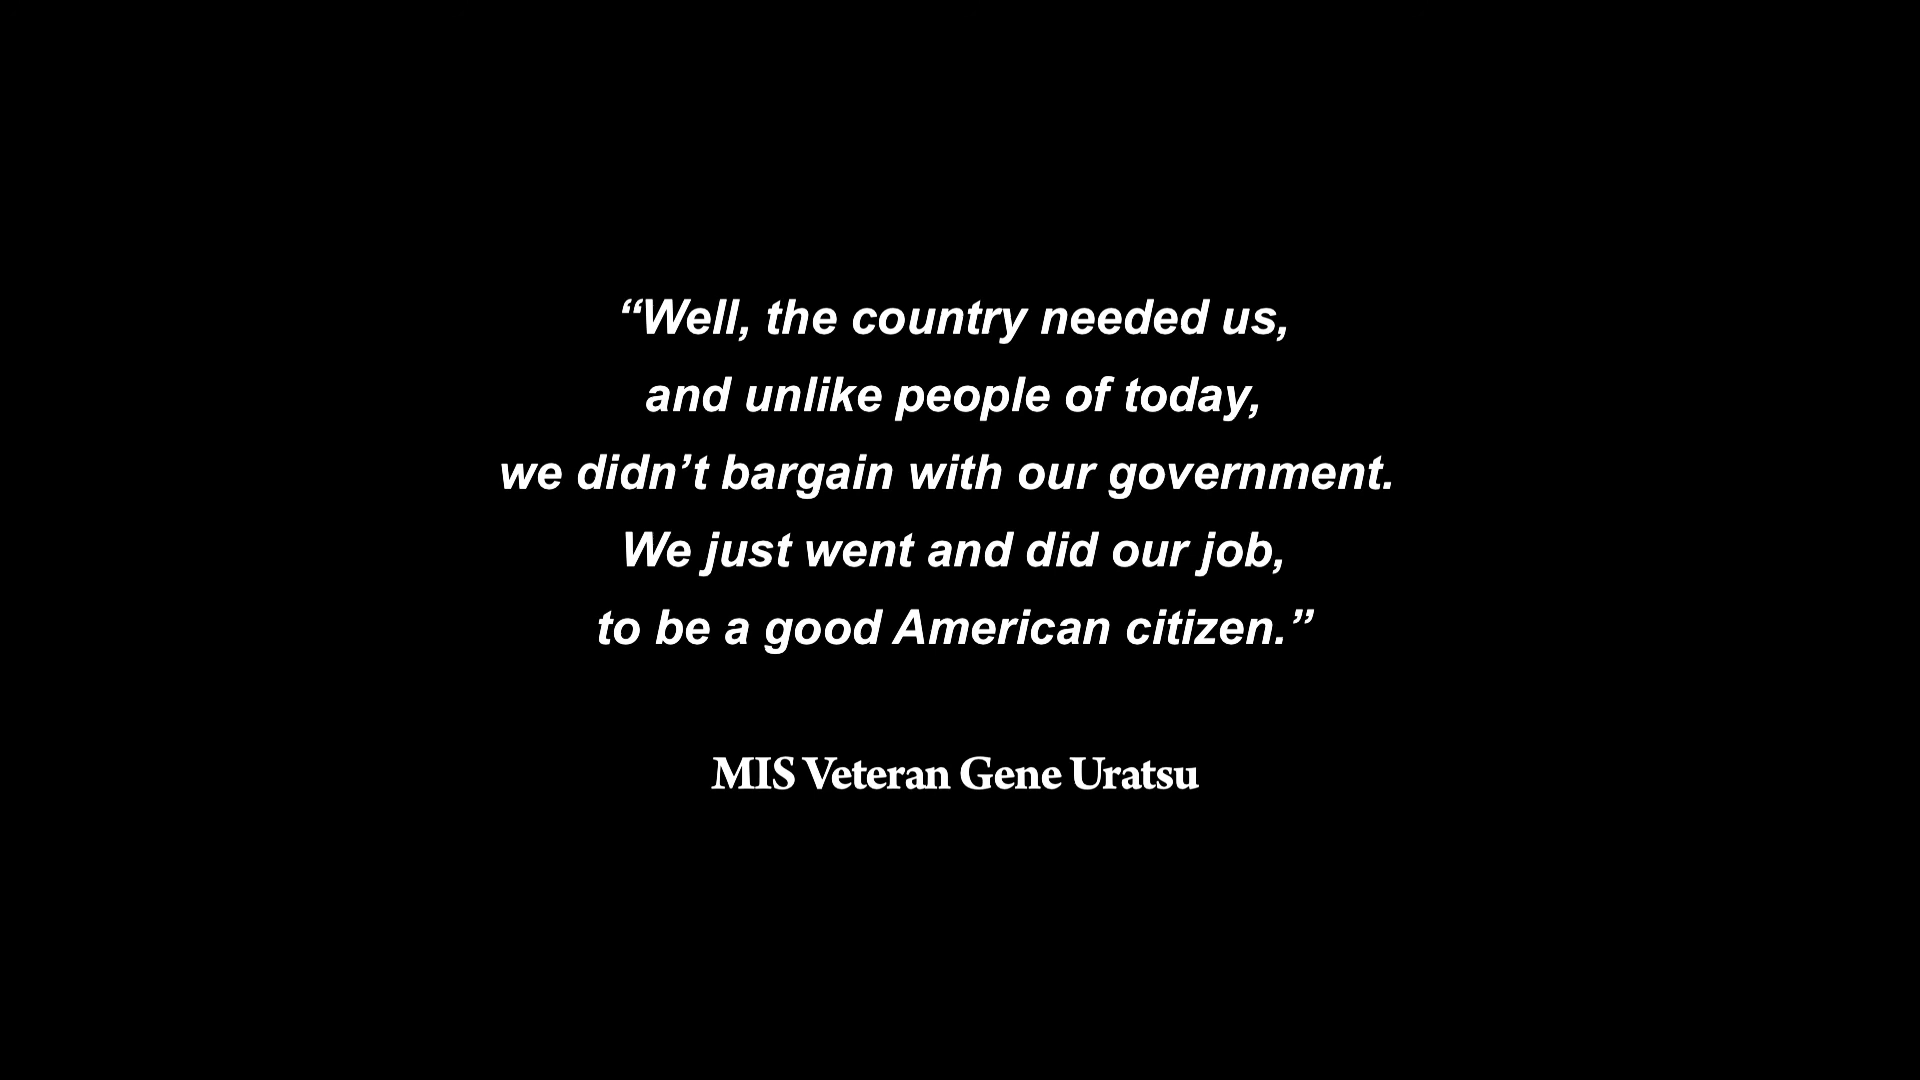 “Well, the country needed us,
and unlike people of today,
we didn’t bargain with our government.
We just went and did our job,
to be a good American citizen.”
MIS Veteran Gene Uratsu